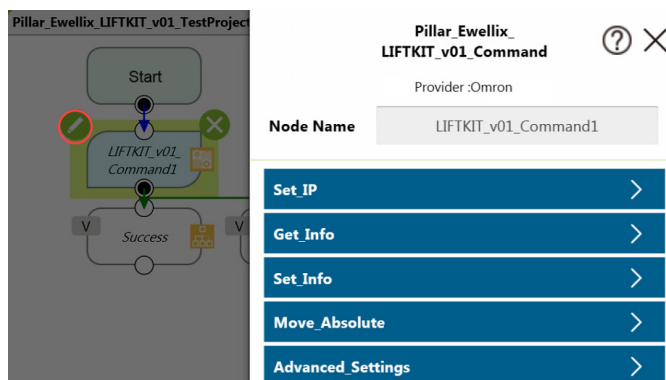 Pillar_Ewellix_LIFTKIT_v01_TestProject
Start
LIFTKIT_v01_
Command1
V
Success
V
Pillar_Ewellix_
LIFTKIT_v01_Command
Provider :Omron
Node Name
LIFTKIT_v01_Command1
Set_IP
Get_Info
Set_Info
Move_Absolute
Advanced_Settings